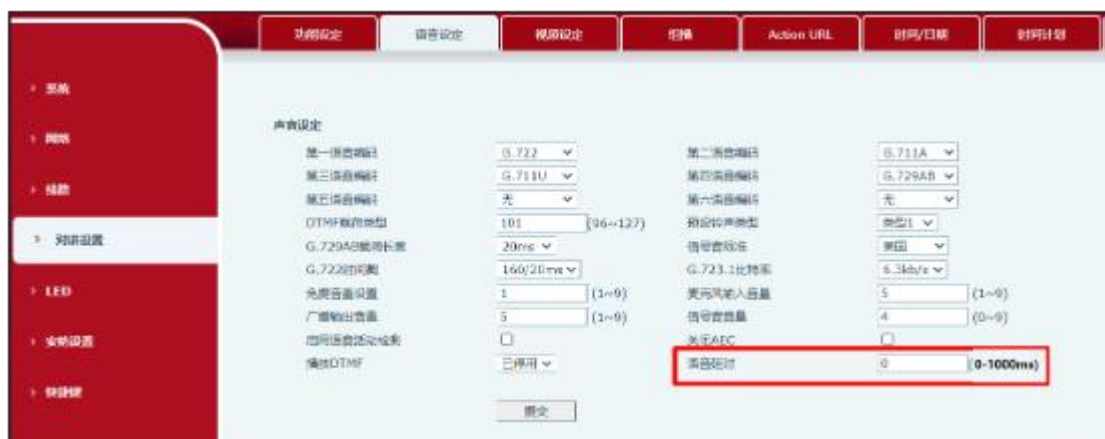 功能设定 语音设定 视频设定 组播 Action URL 时间/日期 时间计划
› 系统
› 网络
› 线路
› 对讲设置
› LED
› 安防设置
› 快捷键
声音设定
第一语音编码 G.722 第二语音编码 G.711A
第三语音编码 G.711U 第四语音编码 G.729AB
第五语音编码 无 第六语音编码 无
DTMF载荷类型 101 (96~127) 预设铃声类型 类型1
G.729AB载荷长度 20ms 信号音标准 美国
G.722时间戳 160/20ms G.723.1比特率 6.3kb/s
免提音量设置 1 (1~9) 麦克风输入音量 5 (1~9)
广播输出音量 5 (1~9) 信号音音量 4 (0~9)
启用语音活动检测 关闭AEC
播放DTMF 已停用 语音延时 0 (0-1000ms)
提交